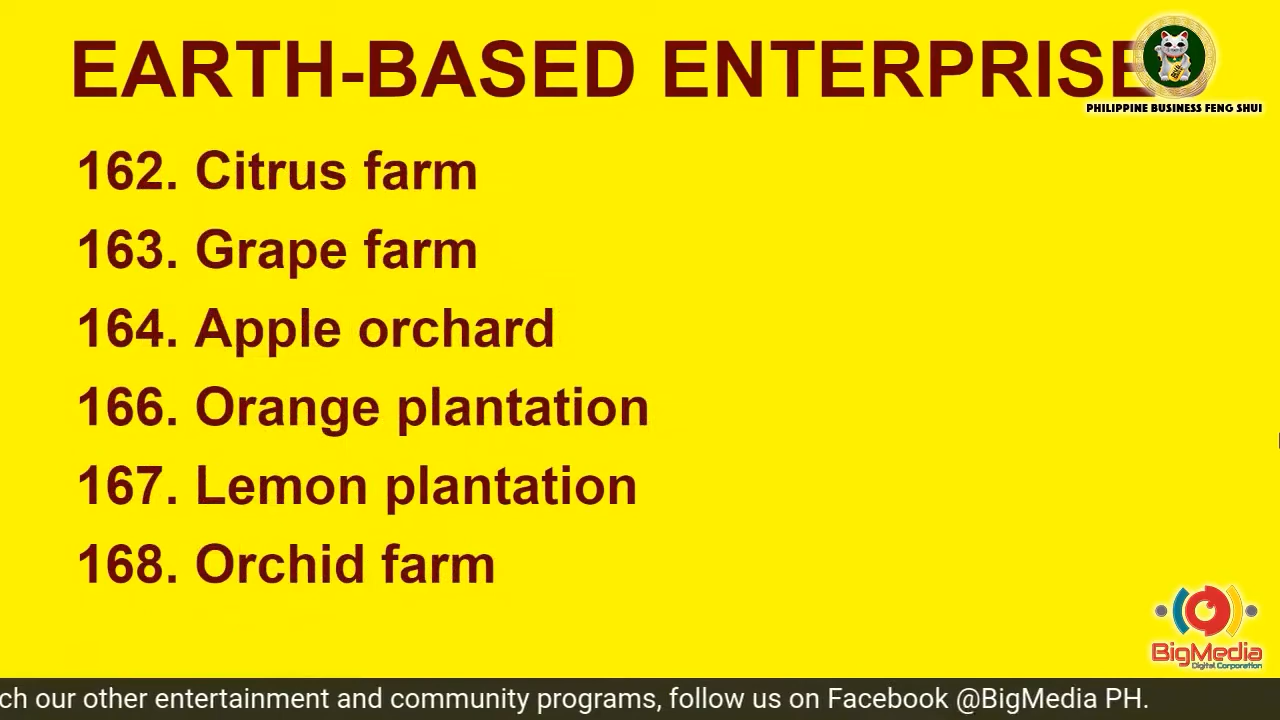 EARTH-BASED ENTERPRISE
PHILIPPINE BUSINESS FENG SHUI
162. Citrus farm
163. Grape farm
164. Apple orchard
166. Orange plantation
167. Lemon plantation
168. Orchid farm
BigMedia
Digital Corporation
ch our other entertainment and community programs, follow us on Facebook @BigMedia PH.